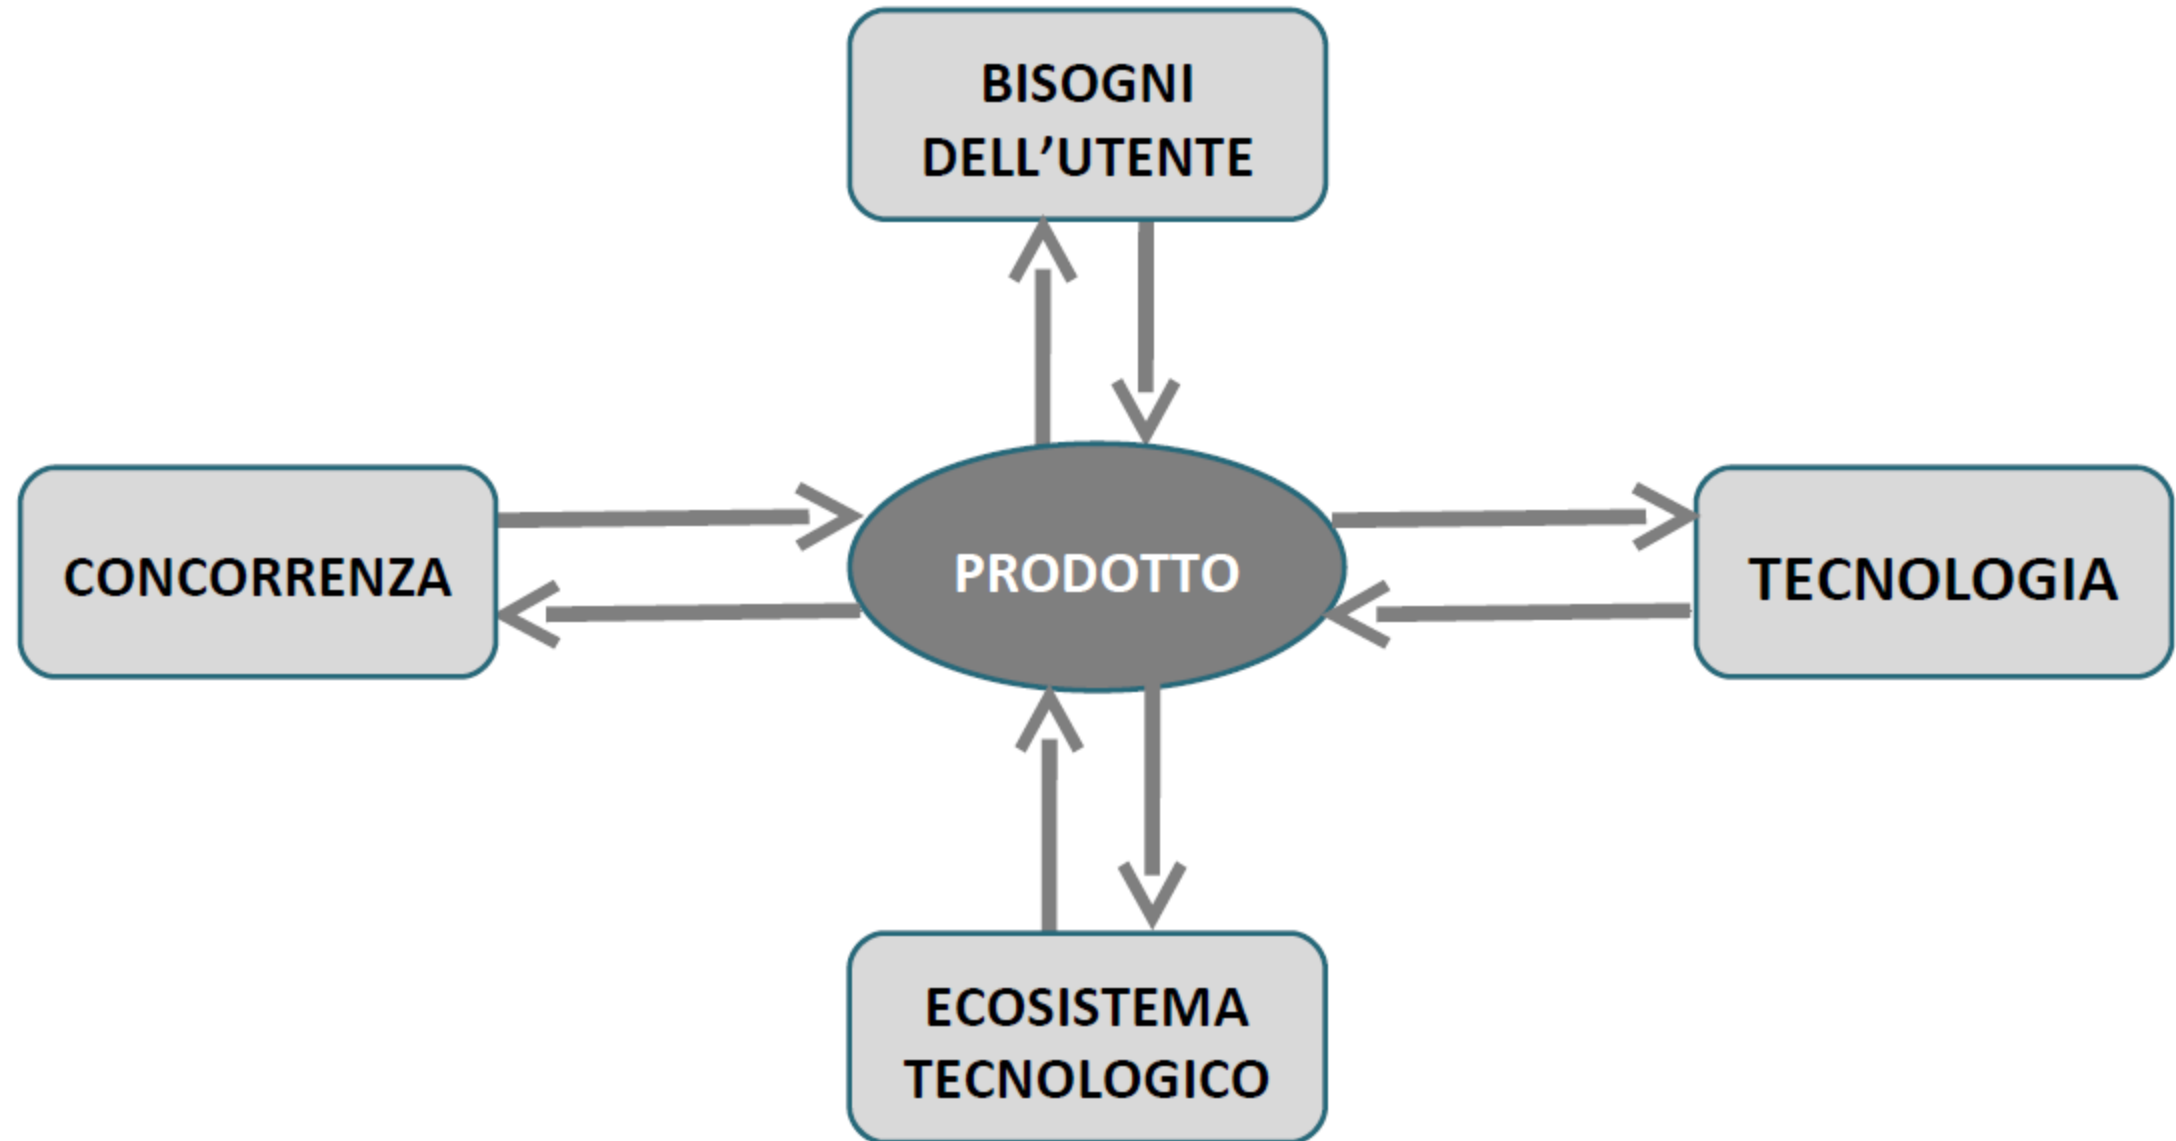 BISOGNI
DELL’UTENTE
CONCORRENZA
PRODOTTO
TECNOLOGIA
ECOSISTEMA
TECNOLOGICO